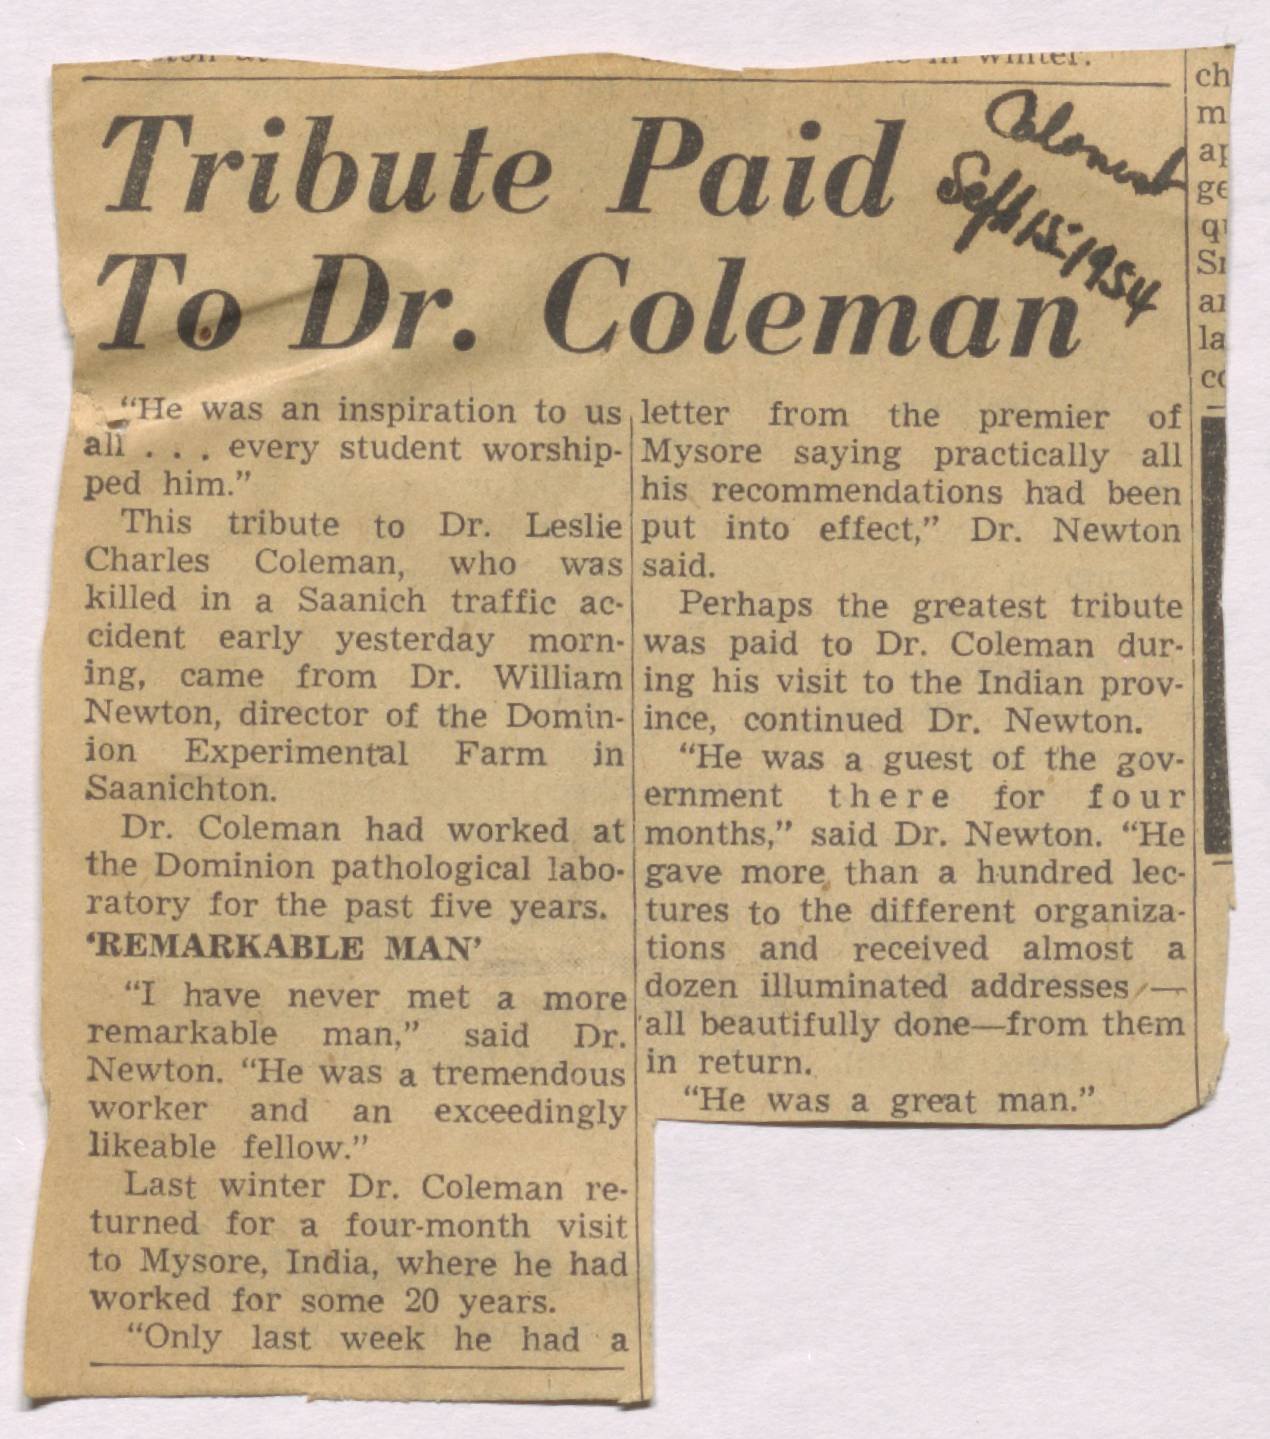 in winter.
Tribute Paid
To Dr. Coleman
Colonist
Sept 15-1954
"He was an inspiration to us
all . . . every student worship-
ped him."
This tribute to Dr. Leslie
Charles Coleman, who was
killed in a Saanich traffic ac-
cident early yesterday morn-
ing, came from Dr. William
Newton, director of the Domin-
ion Experimental Farm in
Saanichton.
Dr. Coleman had worked at
the Dominion pathological labo-
ratory for the past five years.
'REMARKABLE MAN'
"I have never met a more
remarkable man," said Dr.
Newton. "He was a tremendous
worker and an exceedingly
likeable fellow."
Last winter Dr. Coleman re-
turned for a four-month visit
to Mysore, India, where he had
worked for some 20 years.
"Only last week he had a
letter from the premier of
Mysore saying practically all
his recommendations had been
put into effect," Dr. Newton
said.
Perhaps the greatest tribute
was paid to Dr. Coleman dur-
ing his visit to the Indian prov-
ince, continued Dr. Newton.
"He was a guest of the gov-
ernment there for four
months," said Dr. Newton. "He
gave more than a hundred lec-
tures to the different organiza-
tions and received almost a
dozen illuminated addresses —
all beautifully done—from them
in return.
"He was a great man."
ch
m
ge
la